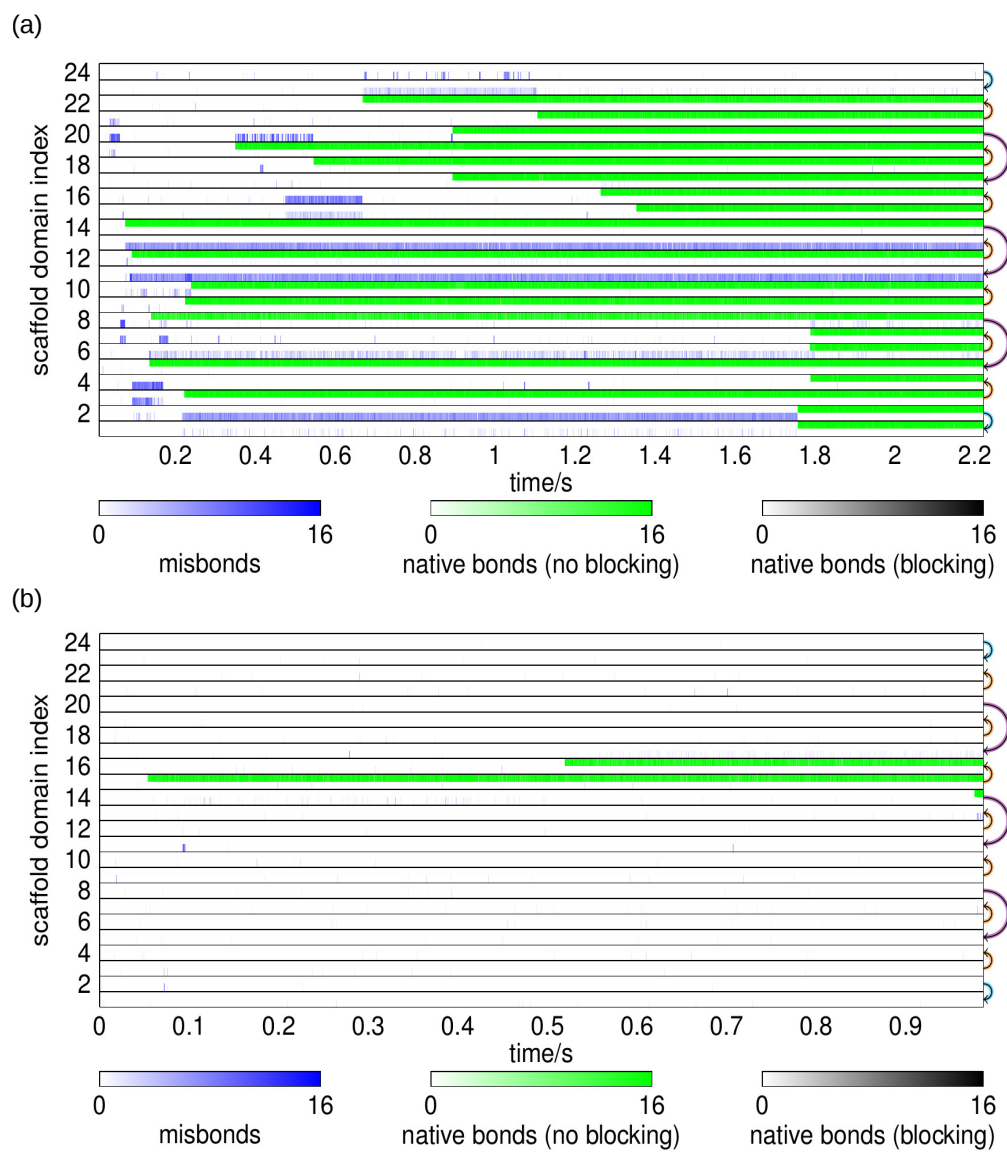 (a)
scaffold domain index
24
22
20
18
16
14
12
10
8
6
4
2
0.2 0.4 0.6 0.8 1 1.2 1.4 1.6 1.8 2 2.2
time/s
0 16 0 16 0 16
misbonds native bonds (no blocking) native bonds (blocking)
(b)
scaffold domain index
24
22
20
18
16
14
12
10
8
6
4
2
0 0.1 0.2 0.3 0.4 0.5 0.6 0.7 0.8 0.9
time/s
0 16 0 16 0 16
misbonds native bonds (no blocking) native bonds (blocking)